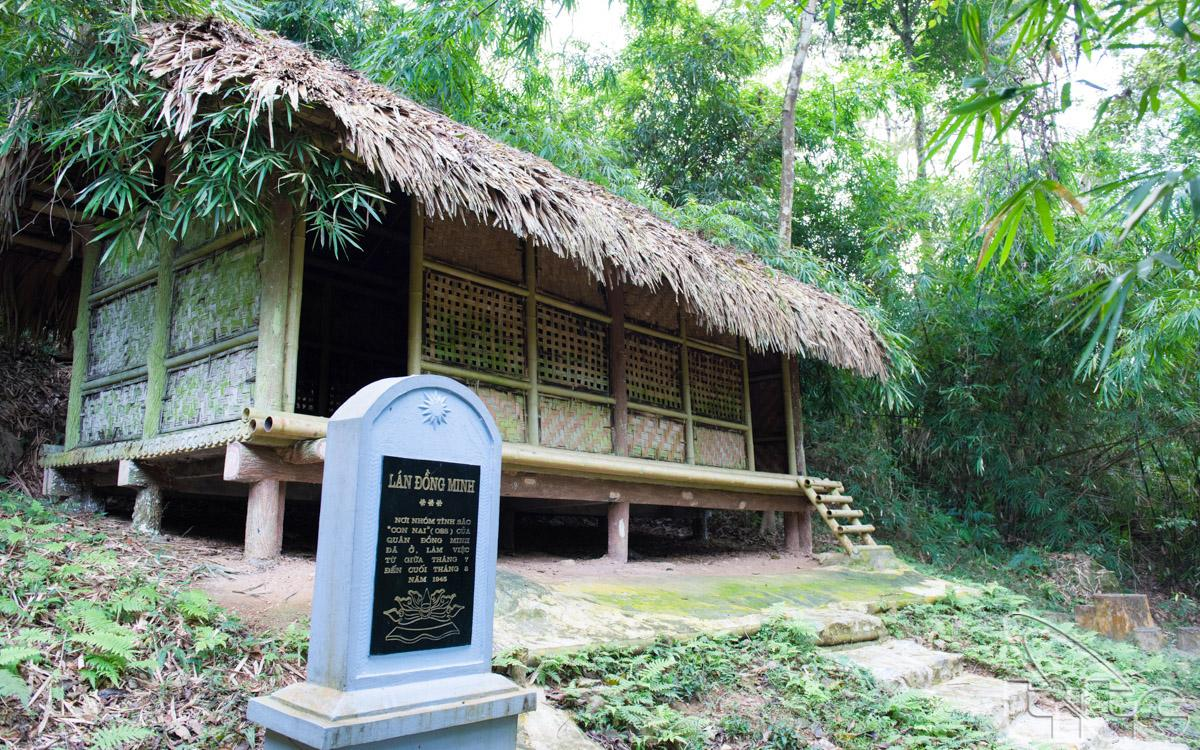 LÁN ĐỒNG MINH
***
NƠI NHÓM TÌNH BÁO
"CON NAI" (OSS) CỦA
QUÂN ĐỒNG MINH
ĐÃ Ở, LÀM VIỆC
TỪ GIỮA THÁNG 7
ĐẾN CUỐI THÁNG 8
NĂM 1945
TITC